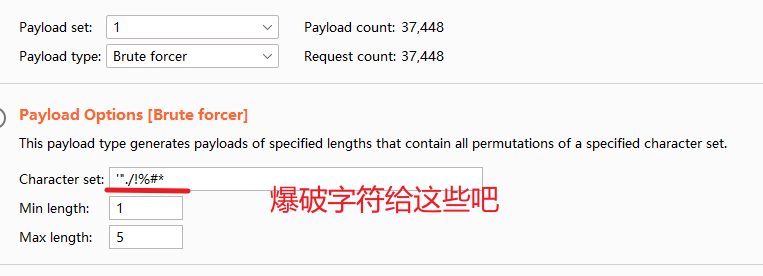 Payload set: 1 Payload count: 37,448
Payload type: Brute forcer Request count: 37,448
Payload Options [Brute forcer]
This payload type generates payloads of specified lengths that contain all permutations of a specified character set.
Character set: '"./!%#*
Min length: 1
Max length: 5
爆破字符给这些吧